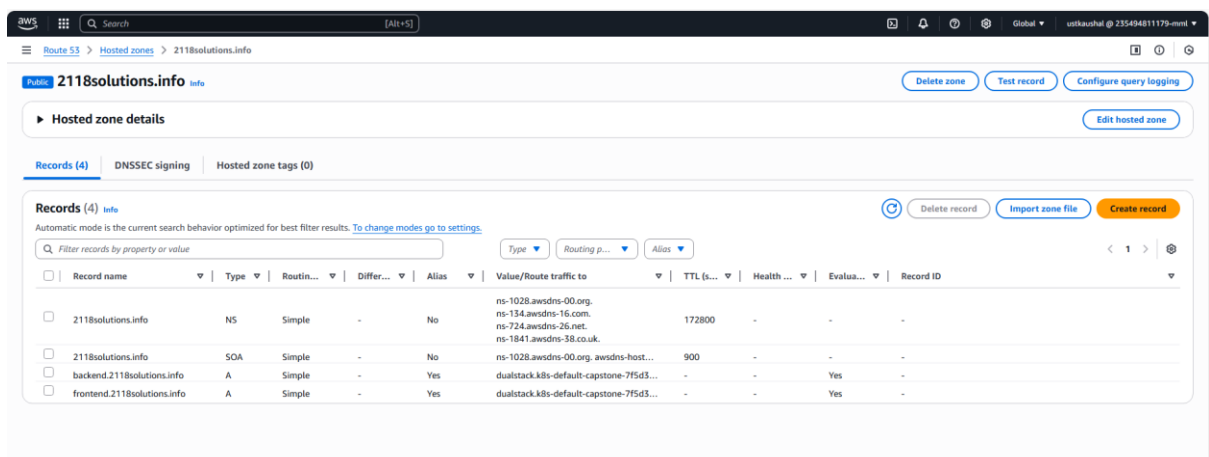 aws Search [Alt+S] Global ▼ ustkaushal @ 235494811179-mml ▼
Route 53 > Hosted zones > 2118solutions.info
Public 2118solutions.info Info Delete zone Test record Configure query logging
▶ Hosted zone details Edit hosted zone
Records (4) DNSSEC signing Hosted zone tags (0)
Records (4) Info Delete record Import zone file Create record
Automatic mode is the current search behavior optimized for best filter results. To change modes go to settings.
Filter records by property or value Type ▼ Routing p... ▼ Alias ▼ < 1 >
Record name Type Routin... Differ... Alias Value/Route traffic to TTL (s... Health ... Evalua... Record ID
ns-1028.awsdns-00.org.
ns-134.awsdns-16.com.
2118solutions.info NS Simple - No 172800 - - -
ns-724.awsdns-26.net.
ns-1841.awsdns-38.co.uk.
2118solutions.info SOA Simple - No ns-1028.awsdns-00.org. awsdns-host... 900 - - -
backend.2118solutions.info A Simple - Yes dualstack.k8s-default-capstone-7f5d3... - - Yes -
frontend.2118solutions.info A Simple - Yes dualstack.k8s-default-capstone-7f5d3... - - Yes -